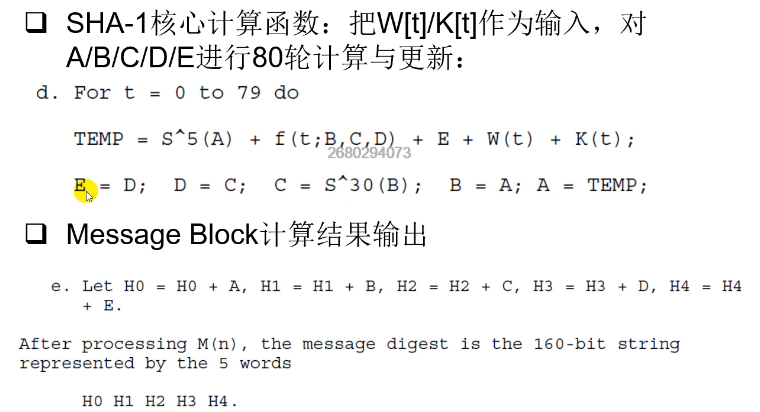 ❑ SHA-1核心计算函数：把W[t]/K[t]作为输入，对
A/B/C/D/E进行80轮计算与更新：
d. For t = 0 to 79 do
TEMP = S^5(A) + f(t;B,C,D) + E + W(t) + K(t);
2680294073
E = D; D = C; C = S^30(B); B = A; A = TEMP;
❑ Message Block计算结果输出
e. Let H0 = H0 + A, H1 = H1 + B, H2 = H2 + C, H3 = H3 + D, H4 = H4
+ E.
After processing M(n), the message digest is the 160-bit string
represented by the 5 words
H0 H1 H2 H3 H4.